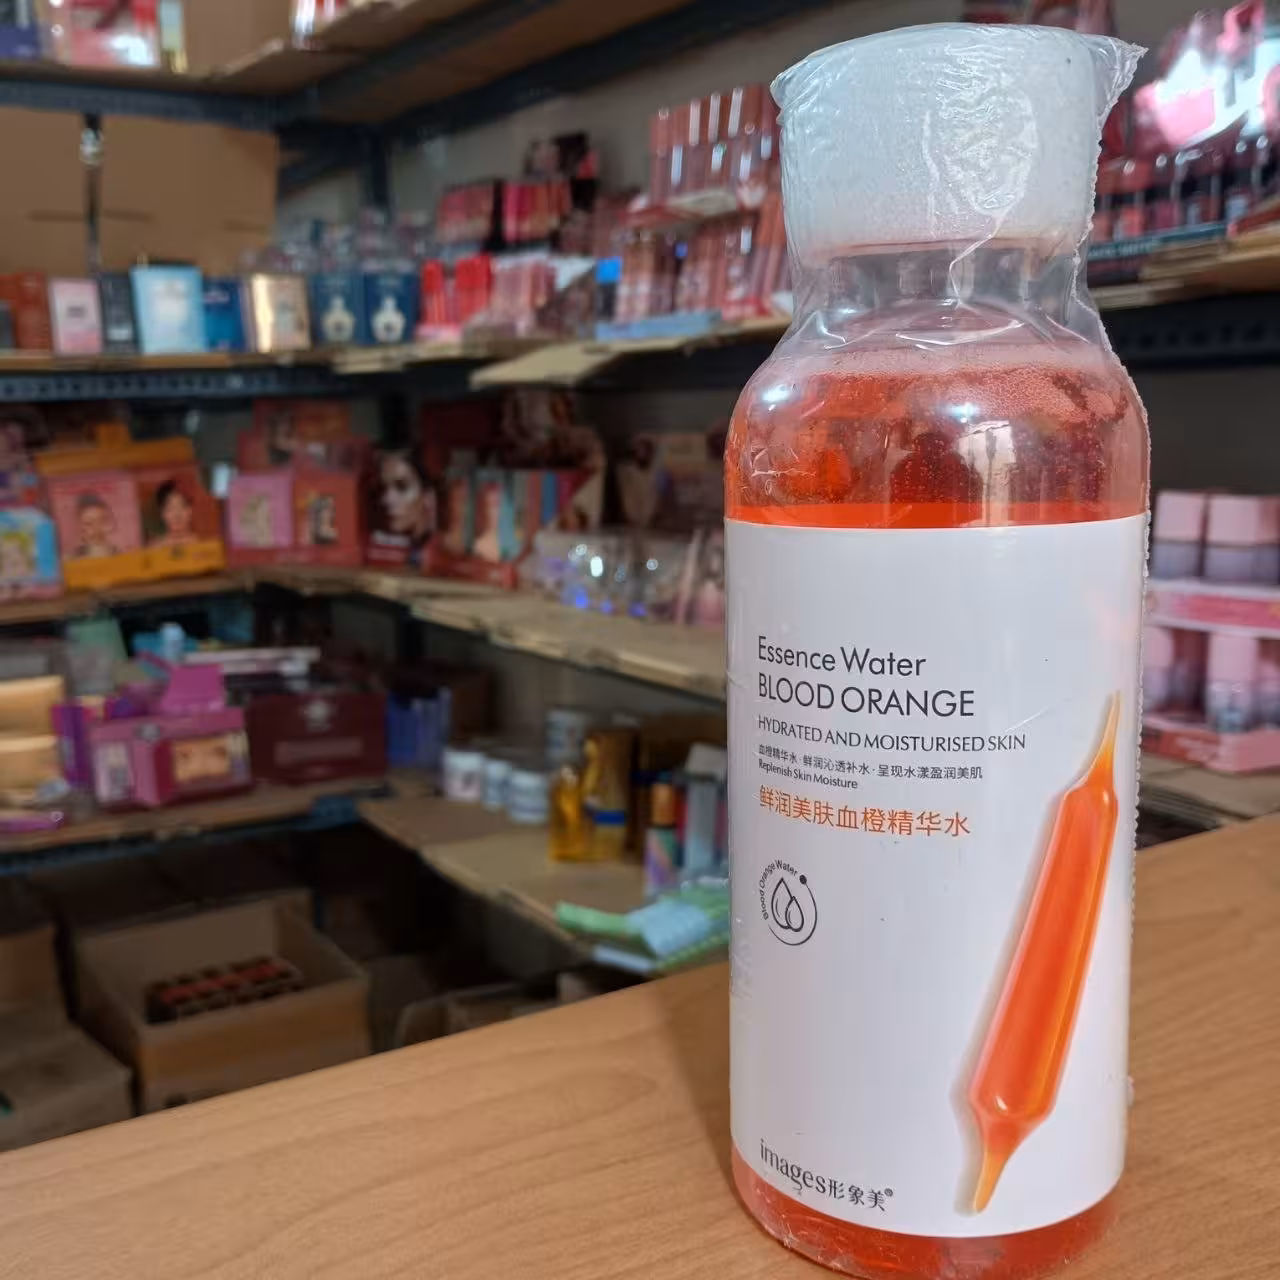 Essence Water
BLOOD ORANGE
HYDRATED AND MOISTURISED SKIN
血橙精华水·鲜润沁透补水·呈现水漾盈润美肌
Replenish Skin Moisture
鲜润美肤血橙精华水
Blood Orange Water
images形象美®